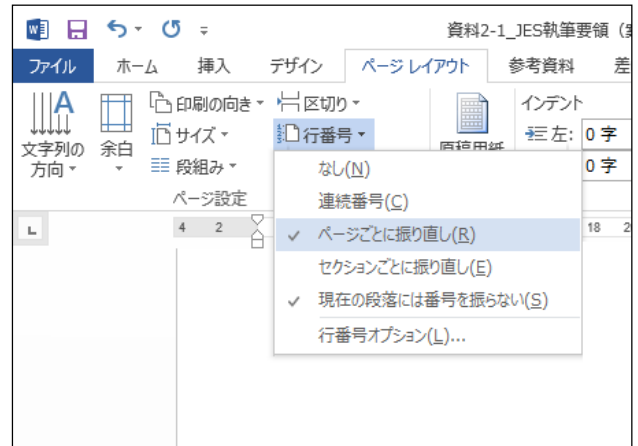 資料2-1_JES執筆要領（
ファイル ホーム 挿入 デザイン ページ レイアウト 参考資料 差
文字列の方向 余白 印刷の向き 区切り
サイズ 行番号
段組み
ページ設定
原稿用紙
インデント
左: 0 字
0 字
なし(N)
連続番号(C)
ページごとに振り直し(R)
セクションごとに振り直し(E)
現在の段落には番号を振らない(S)
行番号オプション(L)...
4 2 18